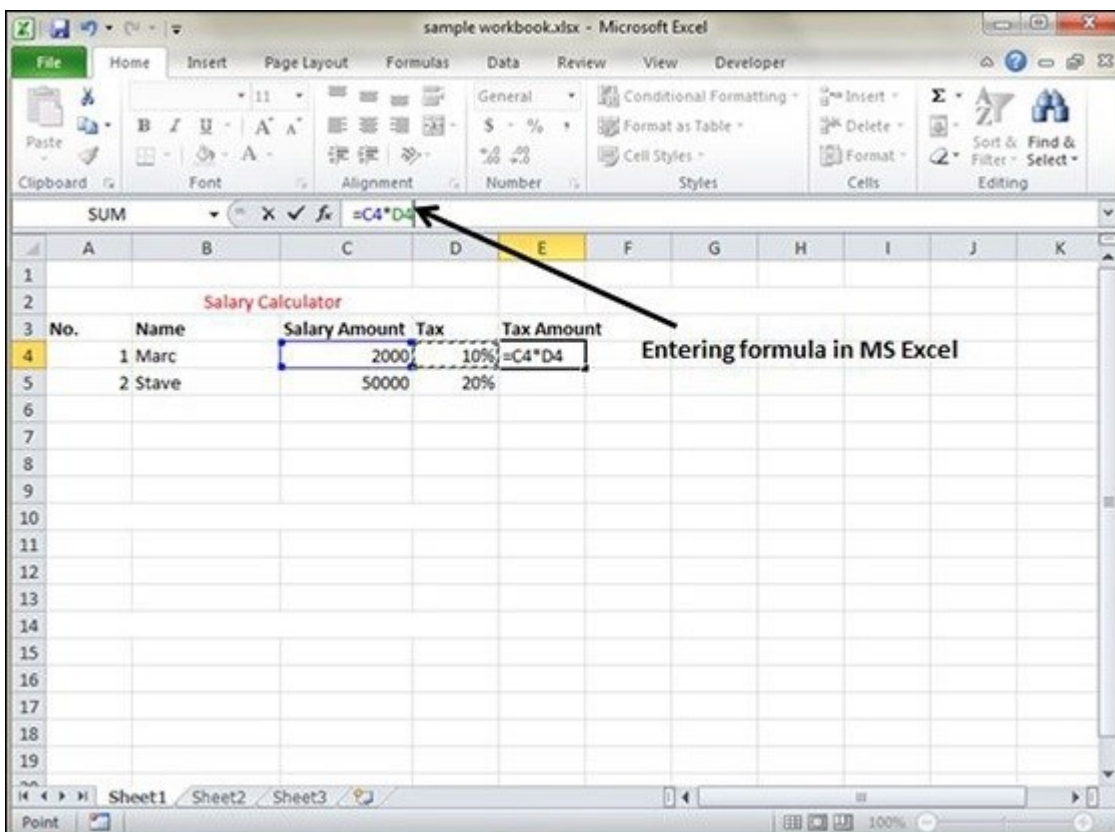 sample workbook.xlsx - Microsoft Excel
File Home Insert Page Layout Formulas Data Review View Developer
11 General Conditional Formatting Insert Σ
Paste B I U A A $ % , Format as Table Delete Sort & Find &
A Cell Styles Format Filter Select
Clipboard Font Alignment Number Styles Cells Editing
SUM fx =C4*D4
A B C D E F G H I J K
1
2 Salary Calculator
3 No. Name Salary Amount Tax Tax Amount
4 1 Marc 2000 10% =C4*D4 Entering formula in MS Excel
5 2 Stave 50000 20%
6
7
8
9
10
11
12
13
14
15
16
17
18
19
Sheet1 Sheet2 Sheet3
Point 100%